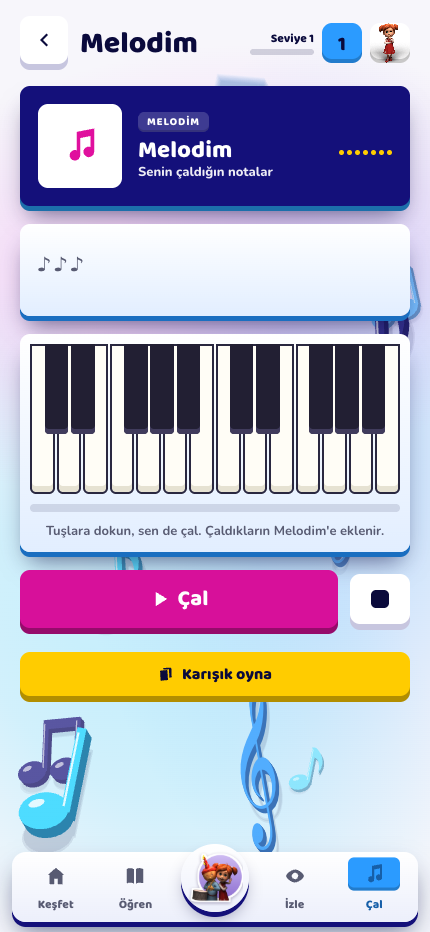 Melodim
Seviye 1
1
MELODİM
Melodim
Senin çaldığın notalar
♪♪♪
Tuşlara dokun, sen de çal. Çaldıkların Melodim'e eklenir.
Çal
Karışık oyna
Keşfet
Öğren
İzle
Çal